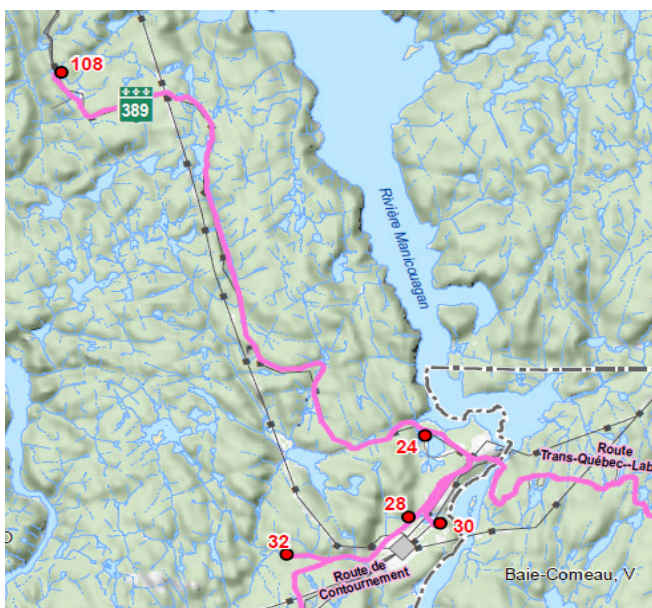 108
389
Rivière Manicouagan
24
Route
Trans-Québec--Lab
28
30
32
Route de
Contournement
Baie-Comeau, V